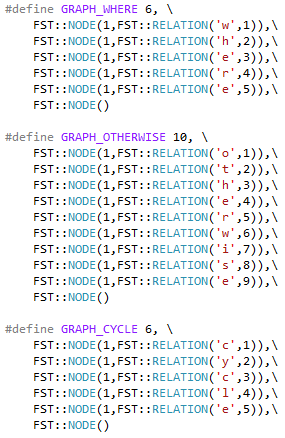 #define GRAPH_WHERE 6, \
FST::NODE(1,FST::RELATION('w',1)),\
FST::NODE(1,FST::RELATION('h',2)),\
FST::NODE(1,FST::RELATION('e',3)),\
FST::NODE(1,FST::RELATION('r',4)),\
FST::NODE(1,FST::RELATION('e',5)),\
FST::NODE()
#define GRAPH_OTHERWISE 10, \
FST::NODE(1,FST::RELATION('o',1)),\
FST::NODE(1,FST::RELATION('t',2)),\
FST::NODE(1,FST::RELATION('h',3)),\
FST::NODE(1,FST::RELATION('e',4)),\
FST::NODE(1,FST::RELATION('r',5)),\
FST::NODE(1,FST::RELATION('w',6)),\
FST::NODE(1,FST::RELATION('i',7)),\
FST::NODE(1,FST::RELATION('s',8)),\
FST::NODE(1,FST::RELATION('e',9)),\
FST::NODE()
#define GRAPH_CYCLE 6, \
FST::NODE(1,FST::RELATION('c',1)),\
FST::NODE(1,FST::RELATION('y',2)),\
FST::NODE(1,FST::RELATION('c',3)),\
FST::NODE(1,FST::RELATION('l',4)),\
FST::NODE(1,FST::RELATION('e',5)),\
FST::NODE()